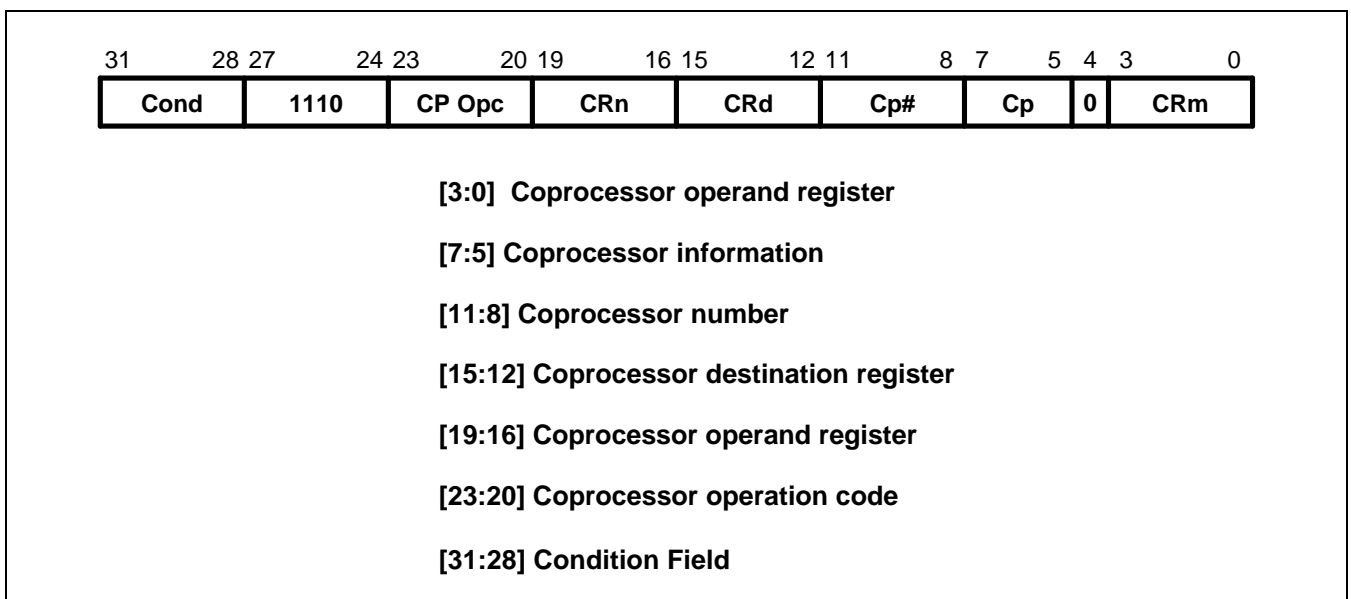 31 28 27 24 23 20 19 16 15 12 11 8 7 5 4 3 0
Cond 1110 CP Opc CRn CRd Cp# Cp 0 CRm
[3:0] Coprocessor operand register
[7:5] Coprocessor information
[11:8] Coprocessor number
[15:12] Coprocessor destination register
[19:16] Coprocessor operand register
[23:20] Coprocessor operation code
[31:28] Condition Field